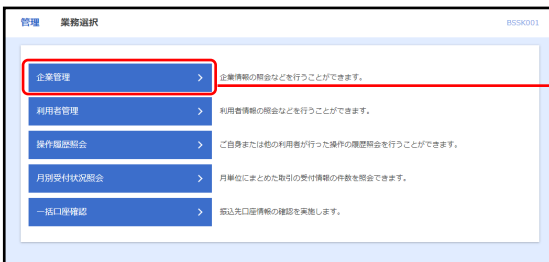 管理 業務選択 BSSK001
企業管理 企業情報の照会などを行うことができます。
利用者管理 利用者情報の照会などを行うことができます。
操作履歴照会 ご自身または他の利用者が行った操作の履歴照会を行うことができます。
月別受付状況照会 月単位にまとめた取引の受付情報の件数を照会できます。
一括口座確認 振込先口座情報の確認を実施します。